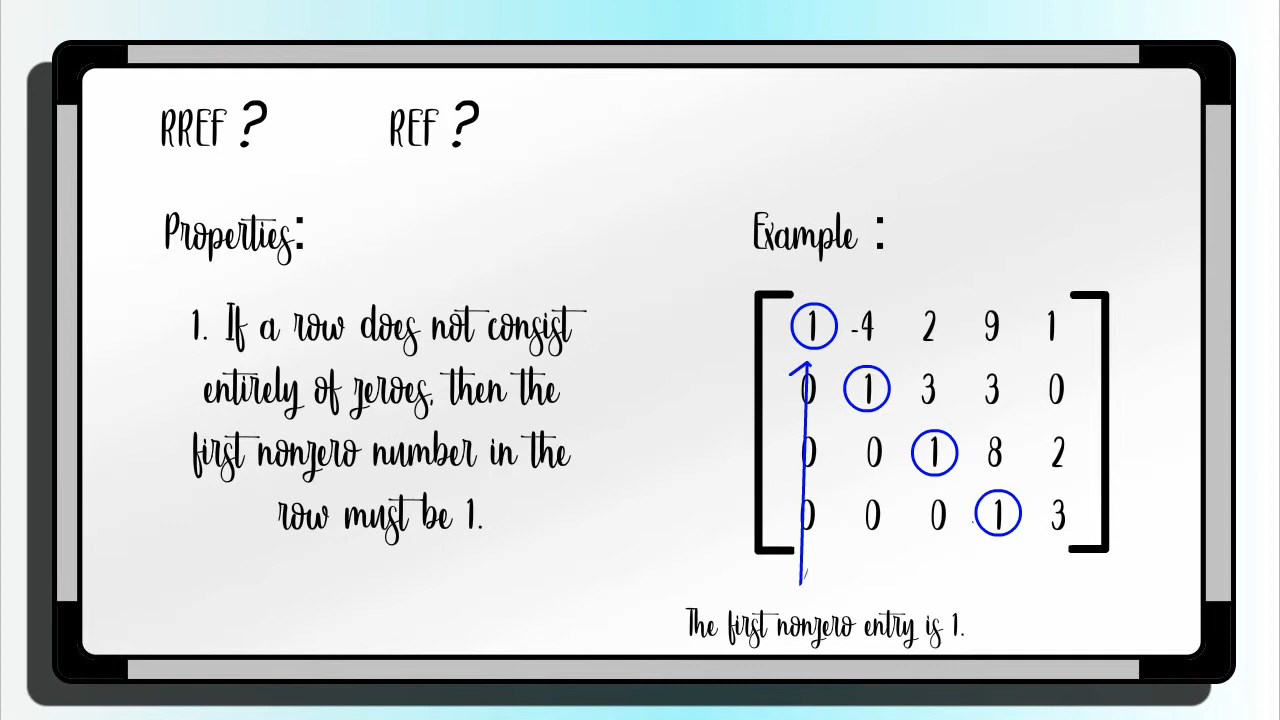 RREF ? REF ?
Properties:
1. If a row does not consist
entirely of zeroes, then the
first nonzero number in the
row must be 1.
Example :
1 -4 2 9 1
0 1 3 3 0
0 0 1 8 2
0 0 0 1 3
The first nonzero entry is 1.